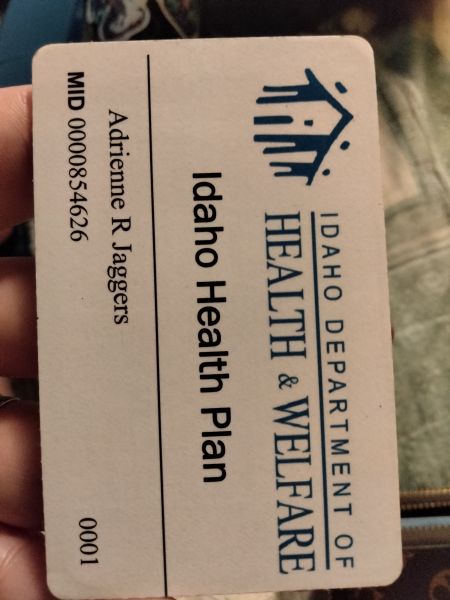 IDAHO DEPARTMENT OF
HEALTH & WELFARE
Idaho Health Plan
Adrienne R Jaggers
MID 0000854626 0001